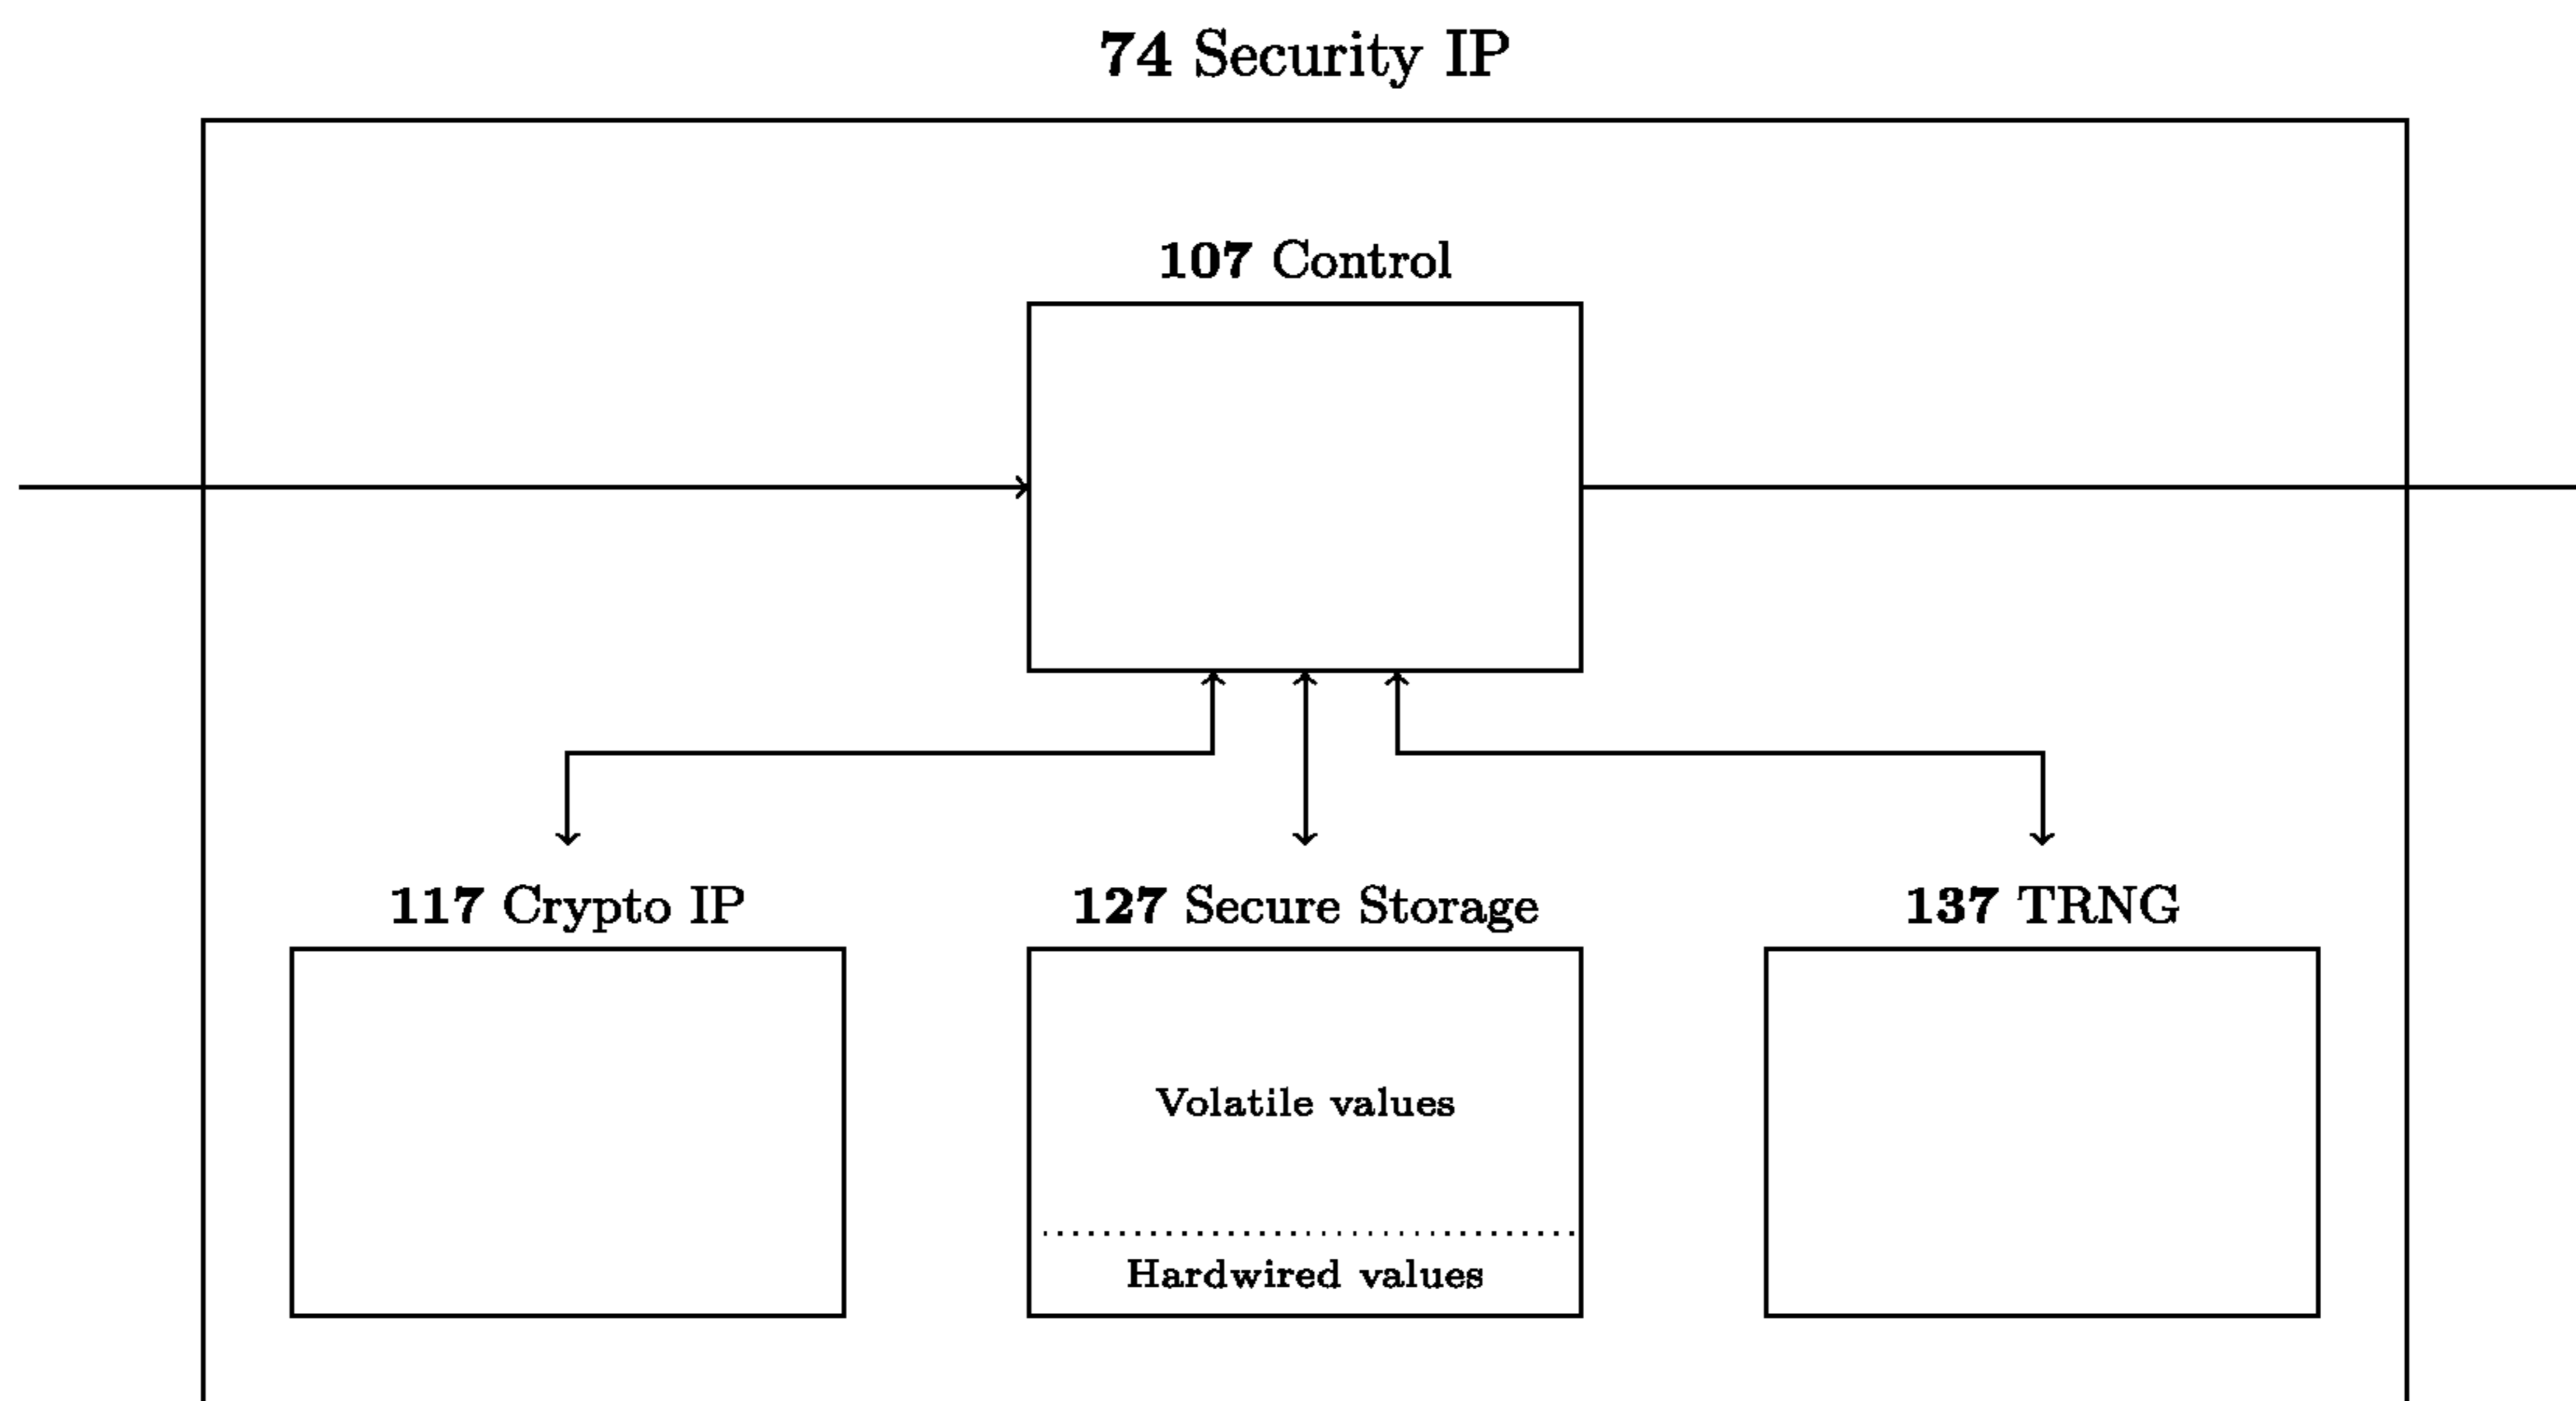 74 Security IP
107 Control
117 Crypto IP
127 Secure Storage
137 TRNG
Volatile values
Hardwired values